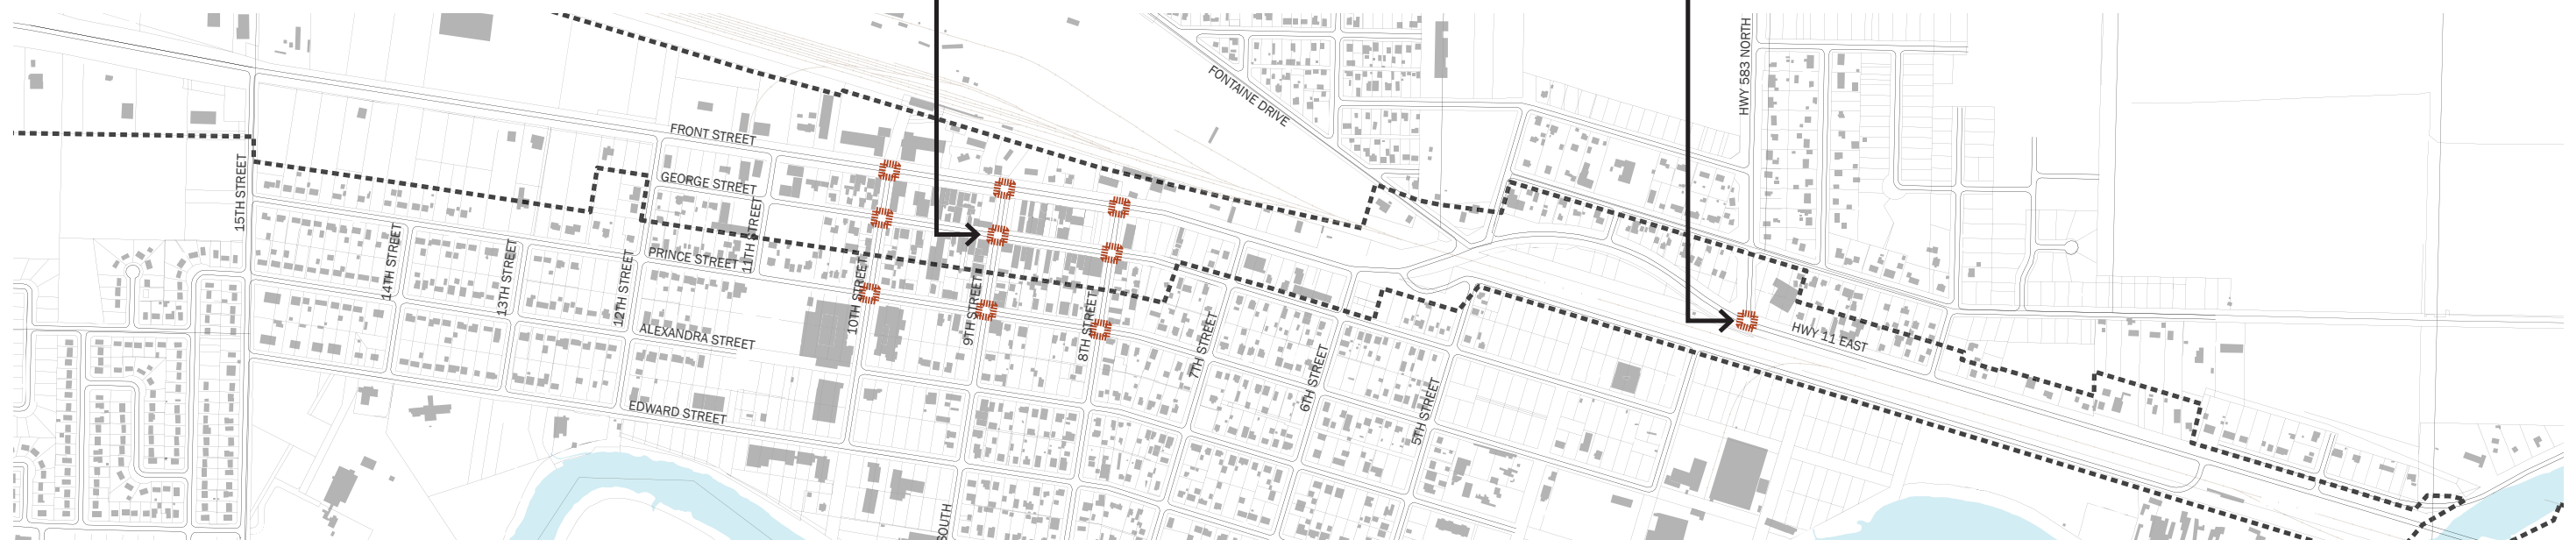 HWY 583 NORTH
FONTAINE DRIVE
FRONT STREET
GEORGE STREET
15TH STREET
14TH STREET
13TH STREET
12TH STREET
11TH STREET
PRINCE STREET
10TH STREET
9TH STREET
8TH STREET
7TH STREET
6TH STREET
5TH STREET
ALEXANDRA STREET
HWY 11 EAST
EDWARD STREET
SOUTH